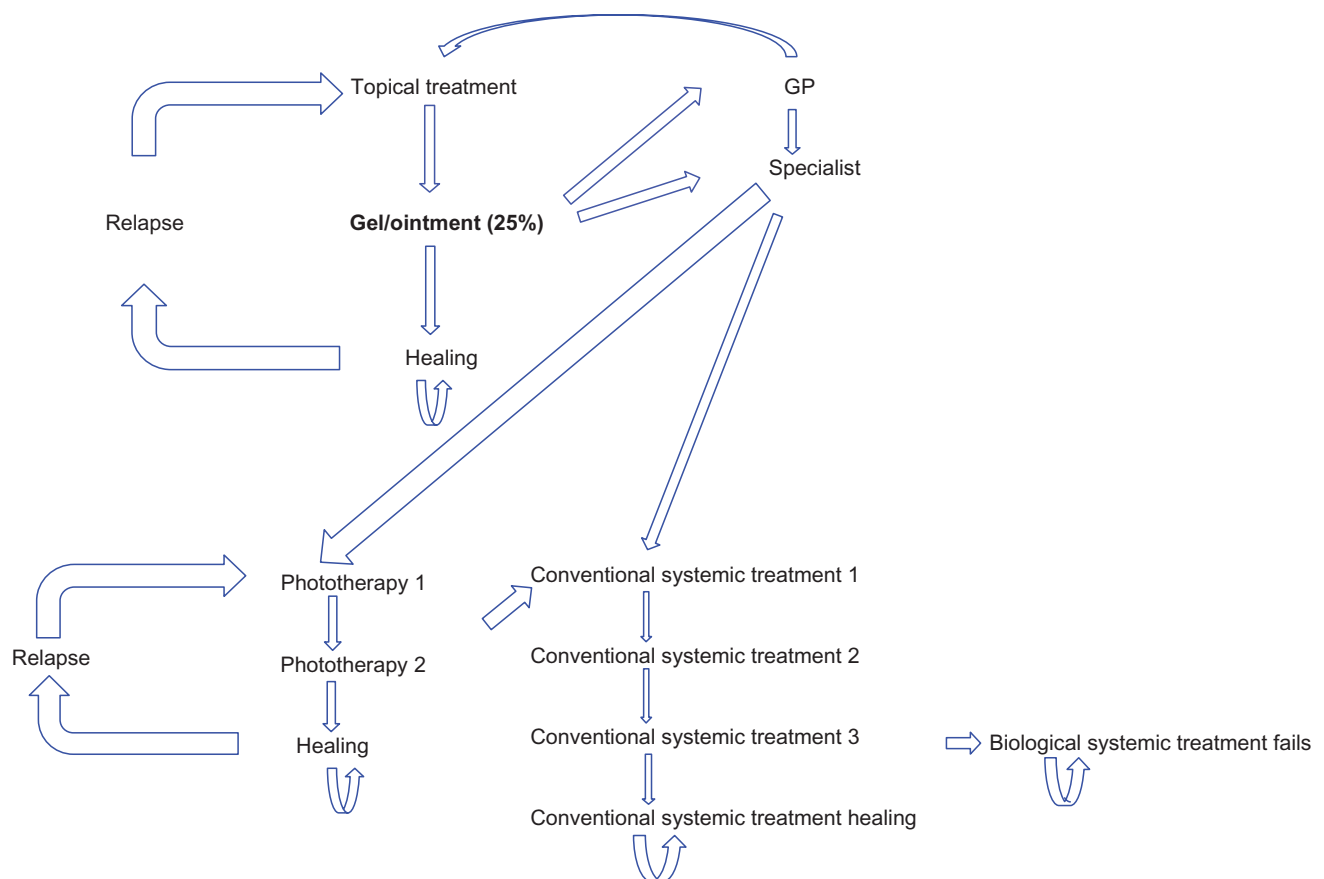 Topical treatment
GP
Specialist
Relapse
Gel/ointment (25%)
Healing
Phototherapy 1
Conventional systemic treatment 1
Relapse
Phototherapy 2
Conventional systemic treatment 2
Healing
Conventional systemic treatment 3
Biological systemic treatment fails
Conventional systemic treatment healing